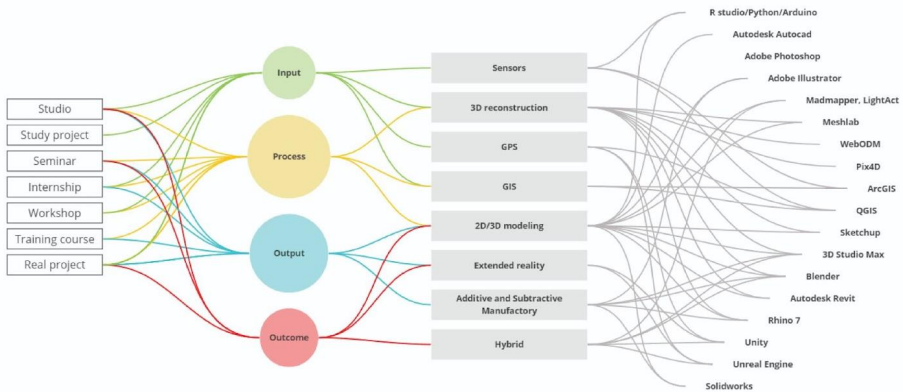 Studio
Study project
Seminar
Internship
Workshop
Training course
Real project
Input
Process
Output
Outcome
Sensors
3D reconstruction
GPS
GIS
2D/3D modeling
Extended reality
Additive and Subtractive
Manufactory
Hybrid
R studio/Python/Arduino
Autodesk Autocad
Adobe Photoshop
Adobe Illustrator
Madmapper, LightAct
Meshlab
WebODM
Pix4D
ArcGIS
QGIS
Sketchup
3D Studio Max
Blender
Autodesk Revit
Rhino 7
Unity
Unreal Engine
Solidworks